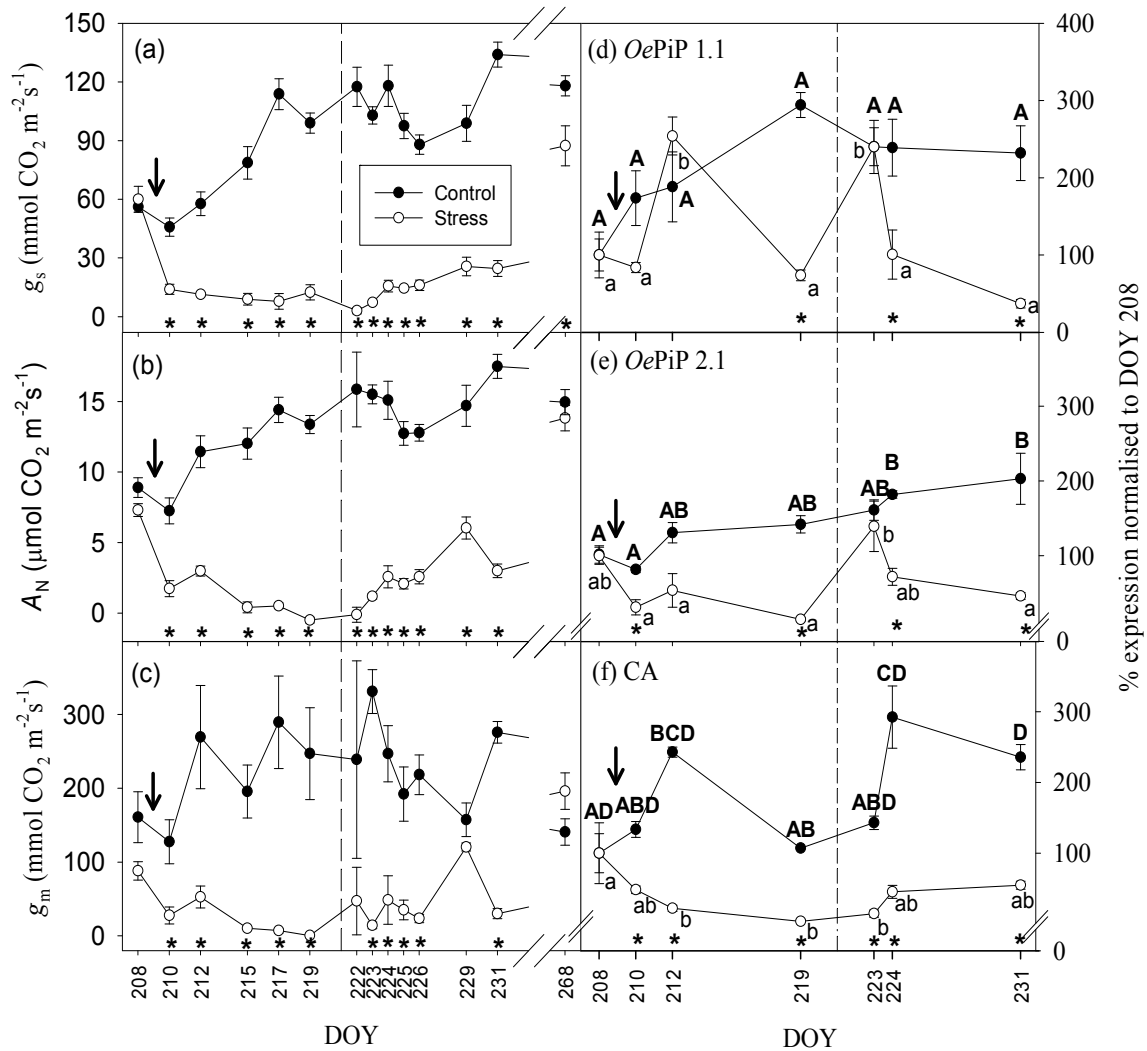 150
120
90
60
30
0
(a)
Control
Stress
* * * * * * * * * * * * *
gs (mmol CO2 m-2s-1)
15
10
5
0
(b)
* * * * * * * * * * * *
AN (µmol CO2 m-2s-1)
300
200
100
0
(c)
* * * * * * * * * * *
gm (mmol CO2 m-2s-1)
208 210 212 215 217 219 222 223 224 225 226 229 231 268
DOY
(d) OePiP 1.1
400
300
200
100
0
A A A A A A A
a a b a b a a
* * *
(e) OePiP 2.1
300
200
100
0
A A AB AB AB B B
ab a a a b ab a
* * * *
(f) CA
300
200
100
0
AD ABD BCD AB ABD CD D
a ab b b b ab ab
* * * * * *
208 210 212 219 223 224 231
DOY
% expression normalised to DOY 208